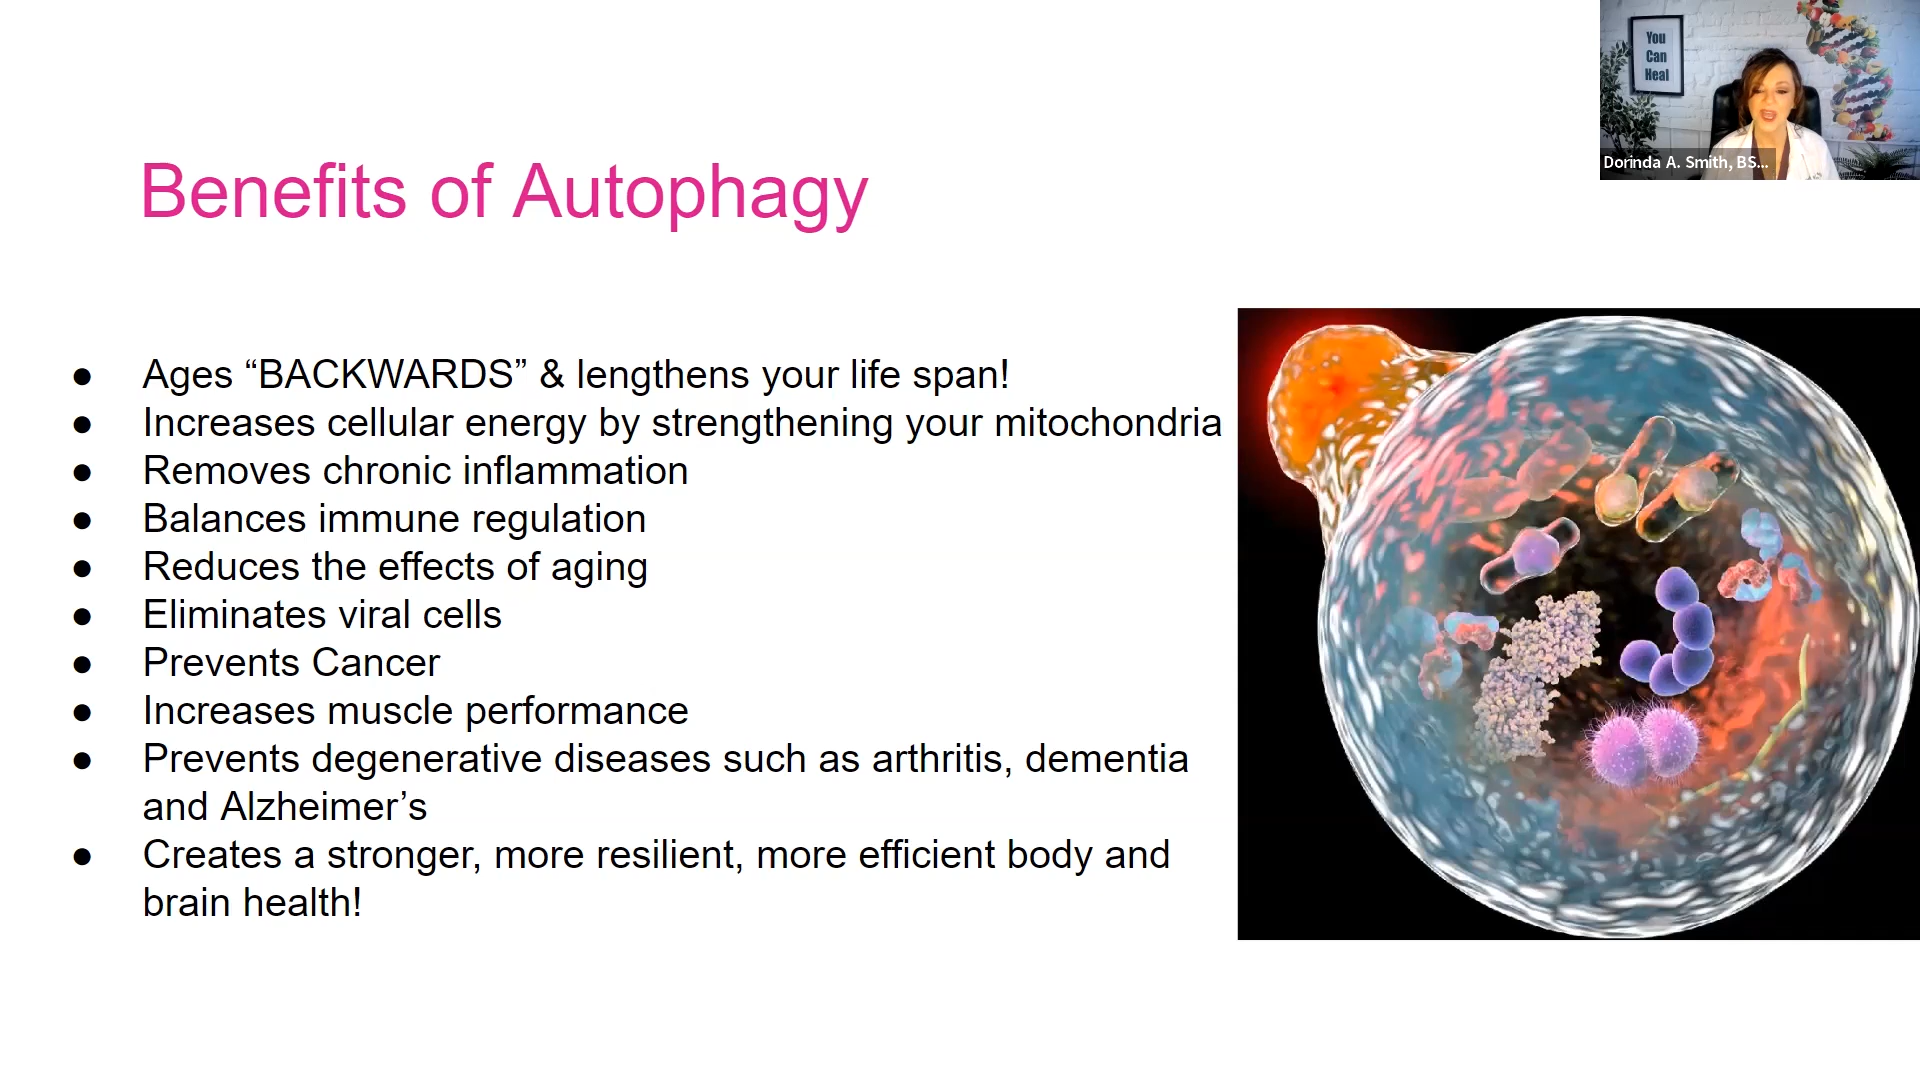 You
Can
Heal
Dorinda A. Smith, BS...
Benefits of Autophagy
● Ages “BACKWARDS” & lengthens your life span!
● Increases cellular energy by strengthening your mitochondria
● Removes chronic inflammation
● Balances immune regulation
● Reduces the effects of aging
● Eliminates viral cells
● Prevents Cancer
● Increases muscle performance
● Prevents degenerative diseases such as arthritis, dementia
and Alzheimer’s
● Creates a stronger, more resilient, more efficient body and
brain health!